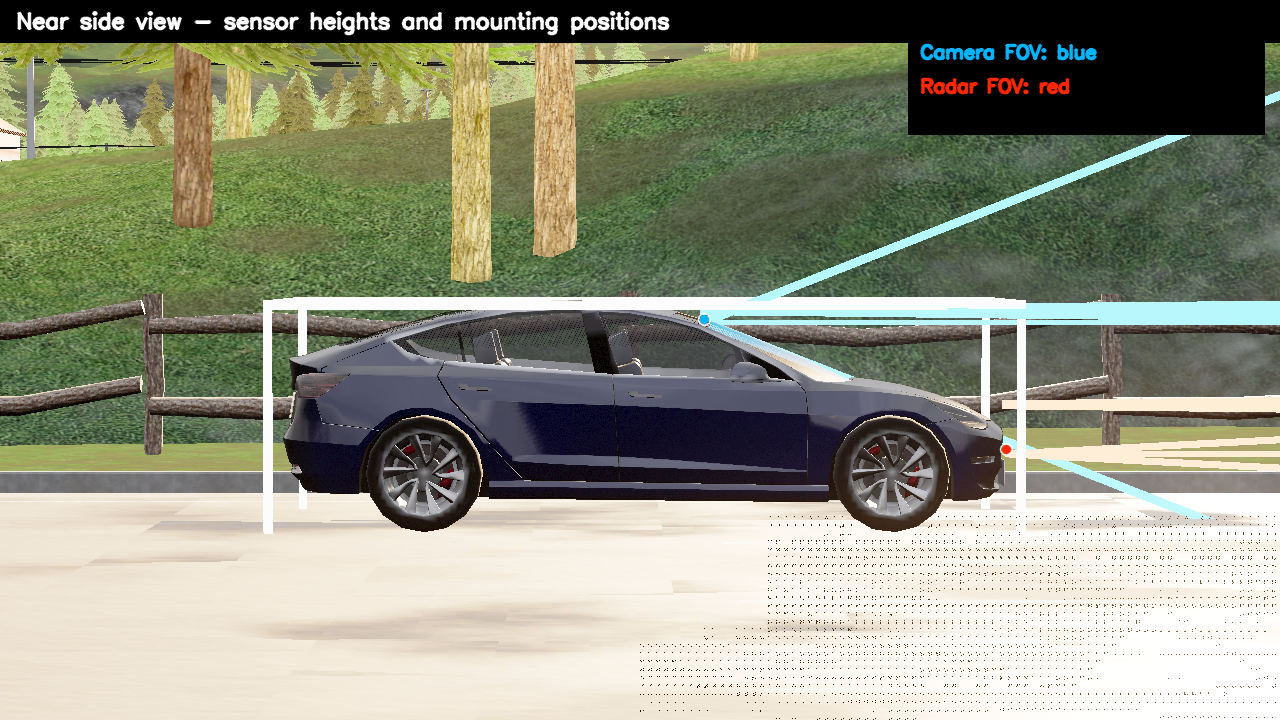 Near side view — sensor heights and mounting positions
Camera FOV: blue
Radar FOV: red